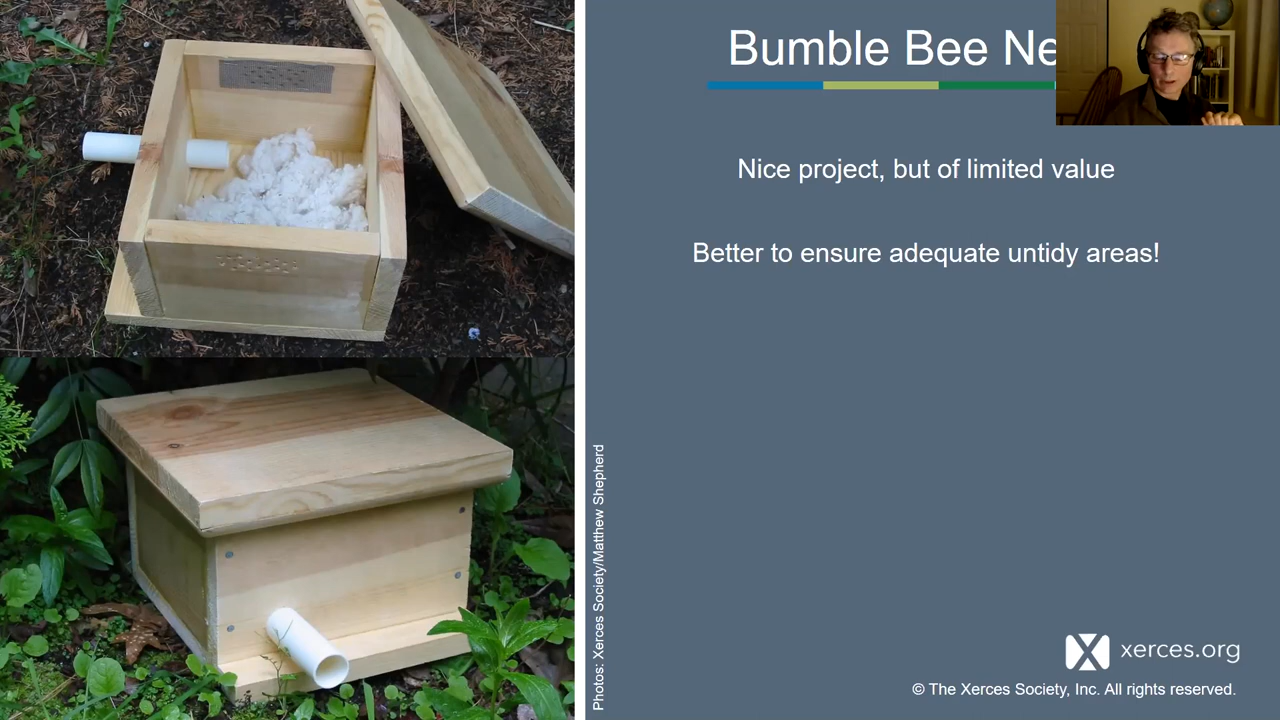 Bumble Bee Ne
Nice project, but of limited value
Better to ensure adequate untidy areas!
Photos: Xerces Society/Matthew Shepherd
xerces.org
© The Xerces Society, Inc. All rights reserved.